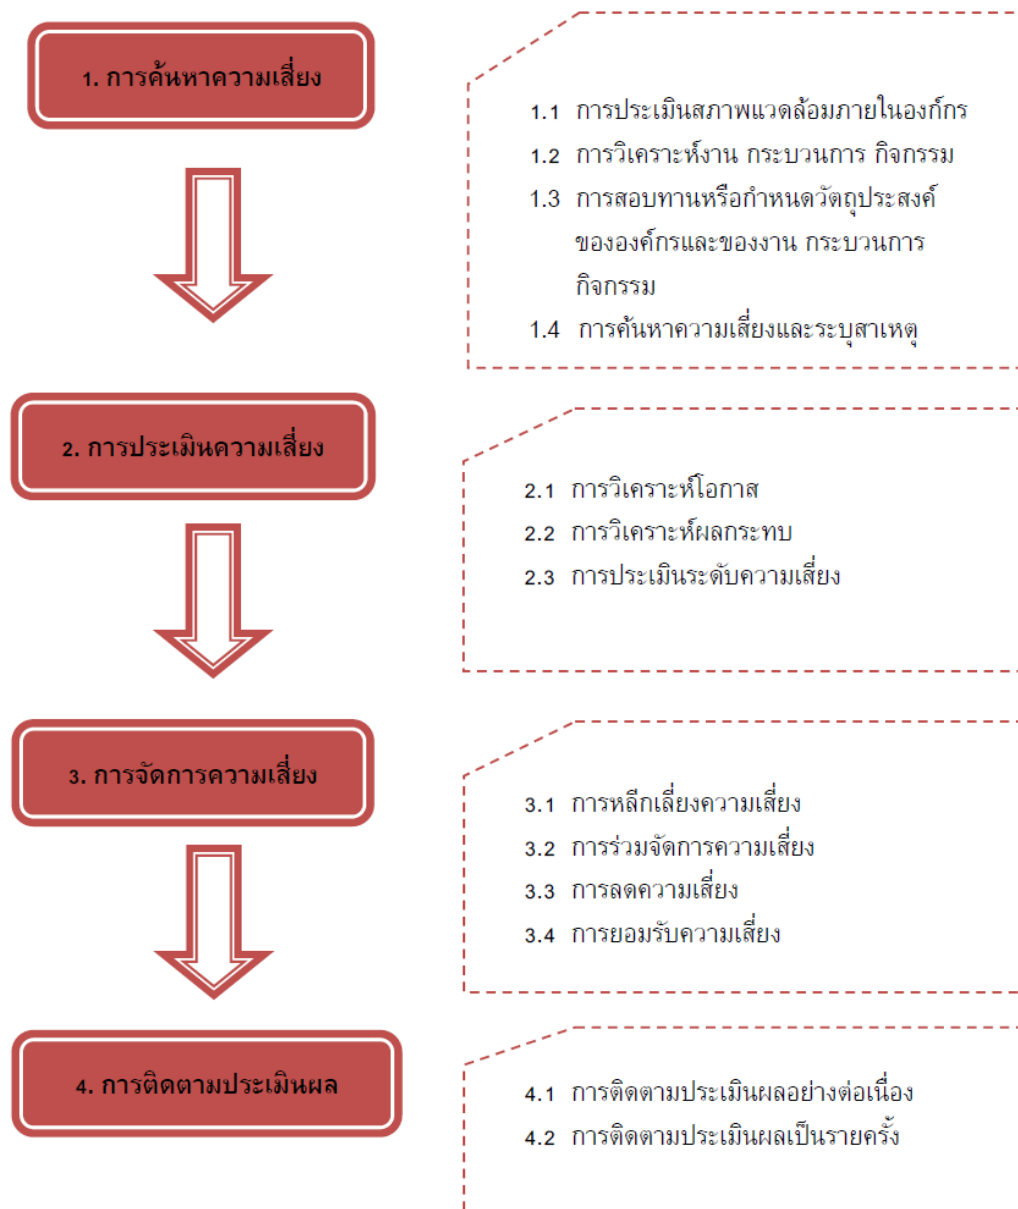 1. การค้นหาความเสี่ยง
1.1 การประเมินสภาพแวดล้อมภายในองก์กร
1.2 การวิเคราะห์งาน กระบวนการ กิจกรรม
1.3 การสอบทานหรือกำหนดวัตถุประสงค์
ขององค์กรและของงาน กระบวนการ
กิจกรรม
1.4 การค้นหาความเสี่ยงและระบุสาเหตุ
2. การประเมินความเสี่ยง
2.1 การวิเคราะห์โอกาส
2.2 การวิเคราะห์ผลกระทบ
2.3 การประเมินระดับความเสี่ยง
3. การจัดการความเสี่ยง
3.1 การหลีกเลี่ยงความเสี่ยง
3.2 การร่วมจัดการความเสี่ยง
3.3 การลดความเสี่ยง
3.4 การยอมรับความเสี่ยง
4. การติดตามประเมินผล
4.1 การติดตามประเมินผลอย่างต่อเนื่อง
4.2 การติดตามประเมินผลเป็นรายครั้ง